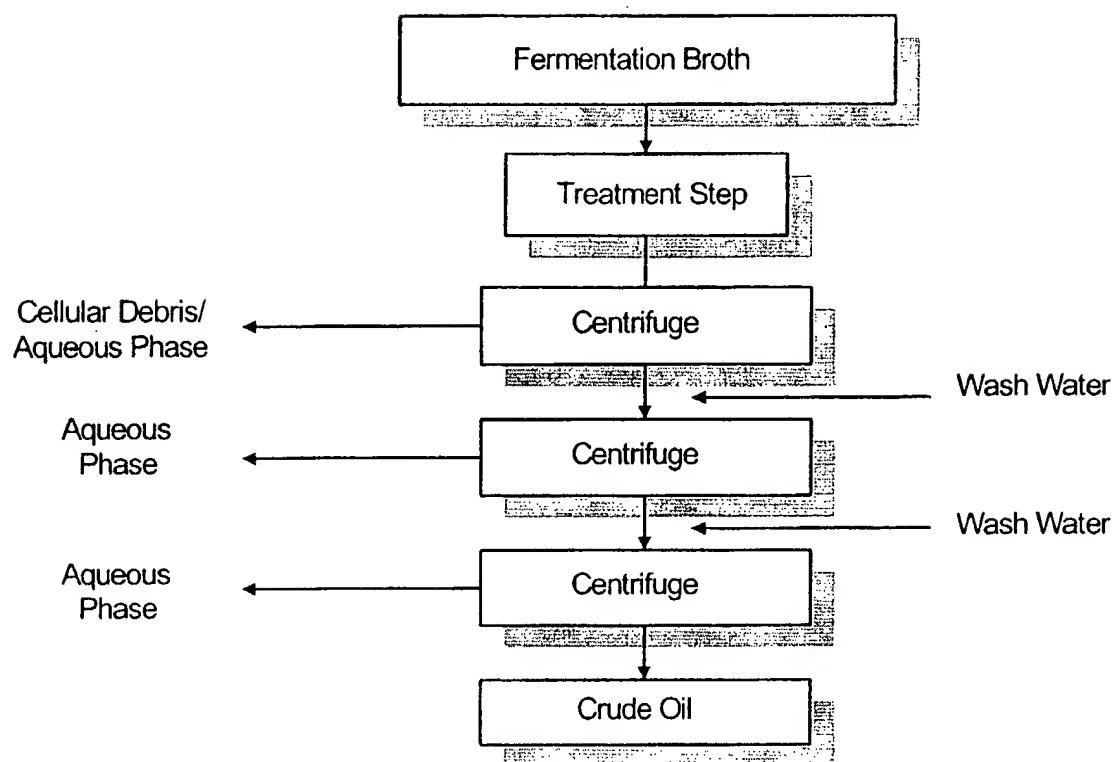 Fermentation Broth
Treatment Step
Cellular Debris/
Aqueous Phase
Centrifuge
Wash Water
Aqueous
Phase
Centrifuge
Wash Water
Aqueous
Phase
Centrifuge
Crude Oil